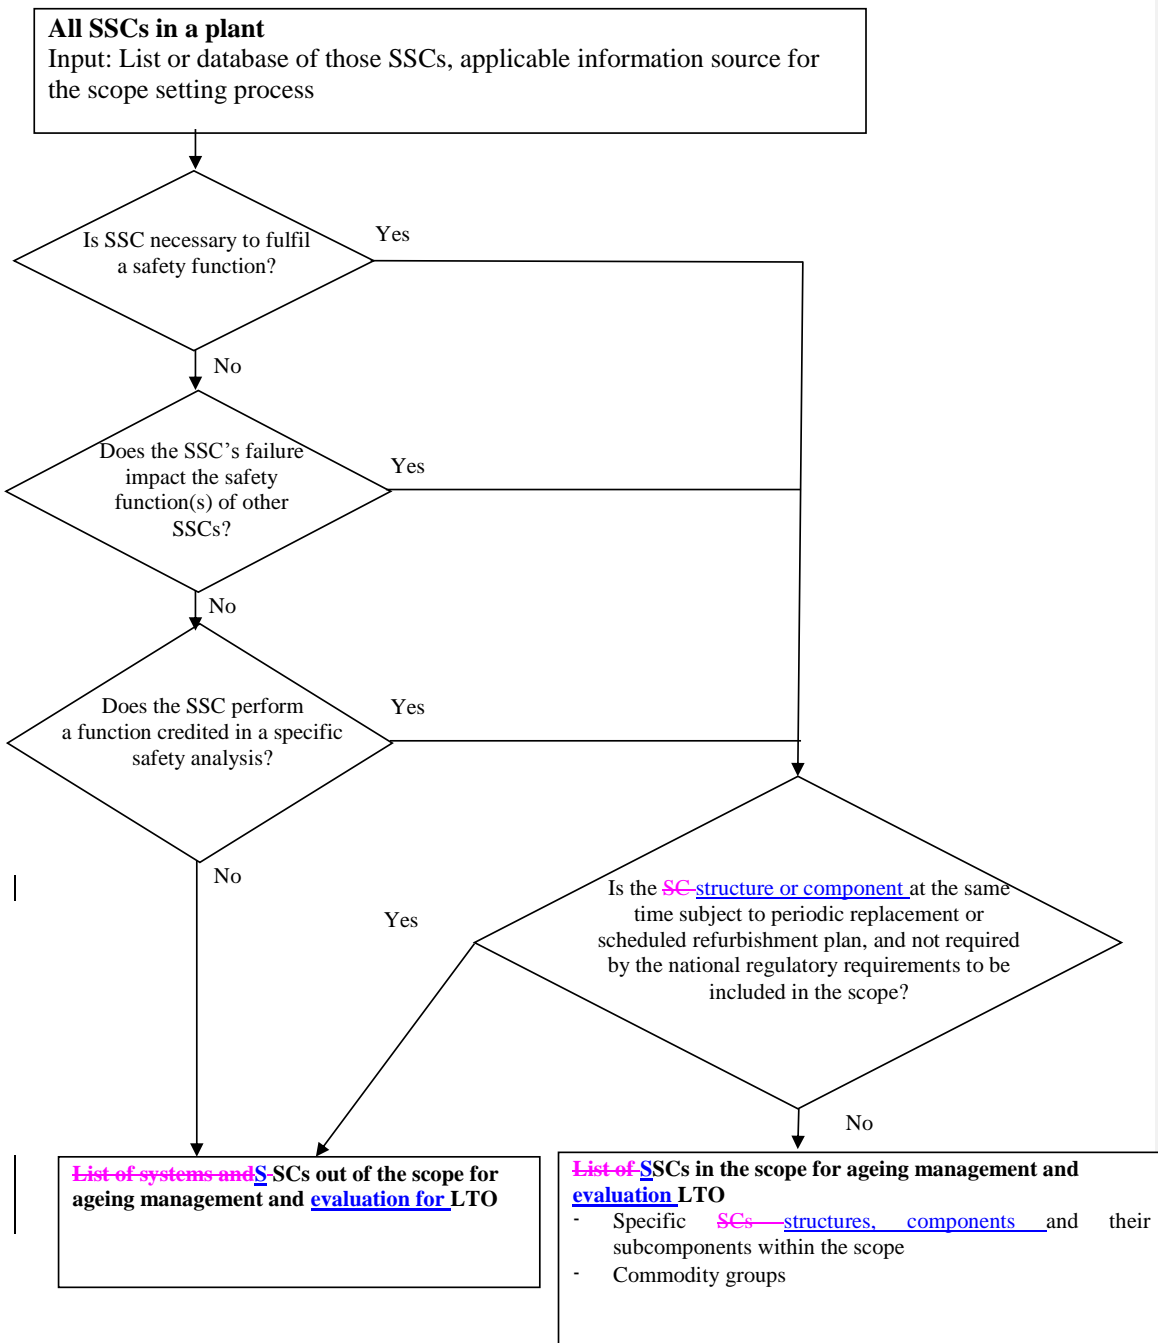 All SSCs in a plant
Input: List or database of those SSCs, applicable information source for
the scope setting process
Is SSC necessary to fulfil
a safety function?
Yes
No
Does the SSC’s failure
impact the safety
function(s) of other
SSCs?
Yes
No
Does the SSC perform
a function credited in a specific
safety analysis?
Yes
No
Is the SC structure or component at the same
time subject to periodic replacement or
scheduled refurbishment plan, and not required
by the national regulatory requirements to be
included in the scope?
Yes
No
List of systems andS SCs out of the scope for
ageing management and evaluation for LTO
List of SSCs in the scope for ageing management and
evaluation LTO
- Specific SCs structures, components and their
subcomponents within the scope
- Commodity groups